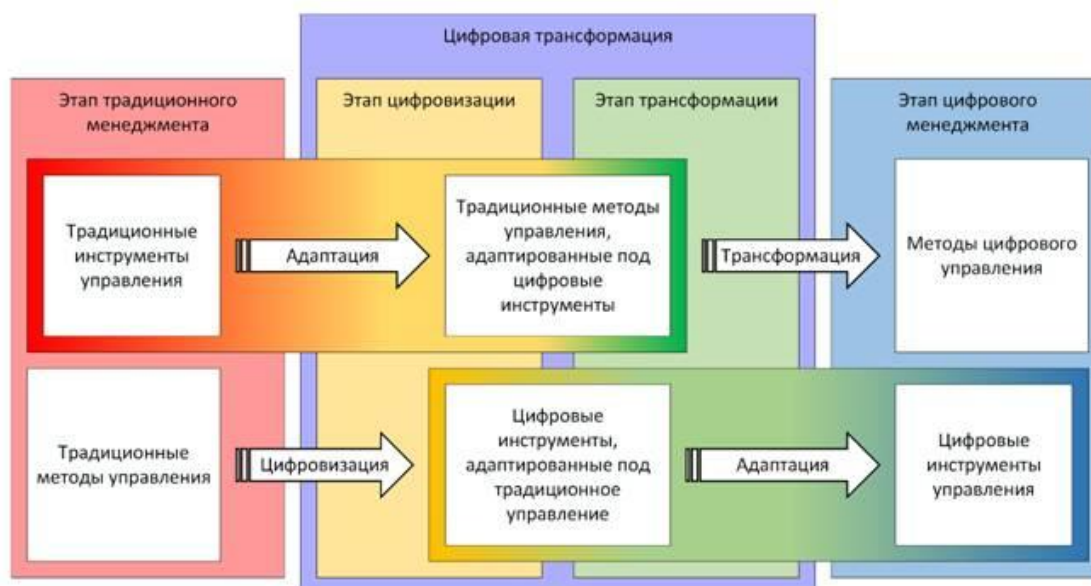 Цифровая трансформация
Этап традиционного
менеджмента
Этап цифровизации
Этап трансформации
Этап цифрового
менеджмента
Традиционные
инструменты
управления
Адаптация
Традиционные методы
управления,
адаптированные под
цифровые
инструменты
Трансформация
Методы цифрового
управления
Традиционные
методы управления
Цифровизация
Цифровые
инструменты,
адаптированные под
традиционное
управление
Адаптация
Цифровые
инструменты
управления